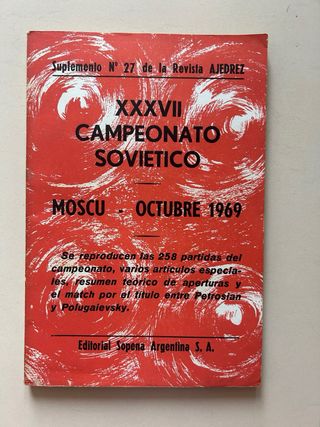 Suplemento Nº 27 de la Revista AJEDREZ
XXXVII
CAMPEONATO
SOVIETICO
MOSCU - OCTUBRE 1969
Se reproducen las 258 partidas del
campeonato, varios artículos especia-
les, resumen teórico de aperturas y
el match por el título entre Petrosian
y Polugaievsky.
Editorial Sopena Argentina S. A.